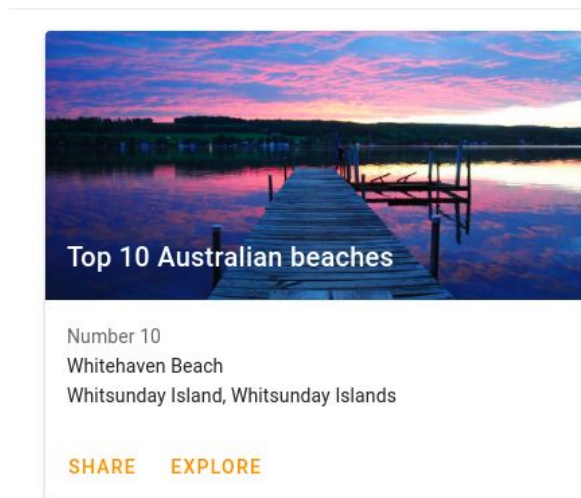 Top 10 Australian beaches
Number 10
Whitehaven Beach
Whitsunday Island, Whitsunday Islands
SHARE EXPLORE